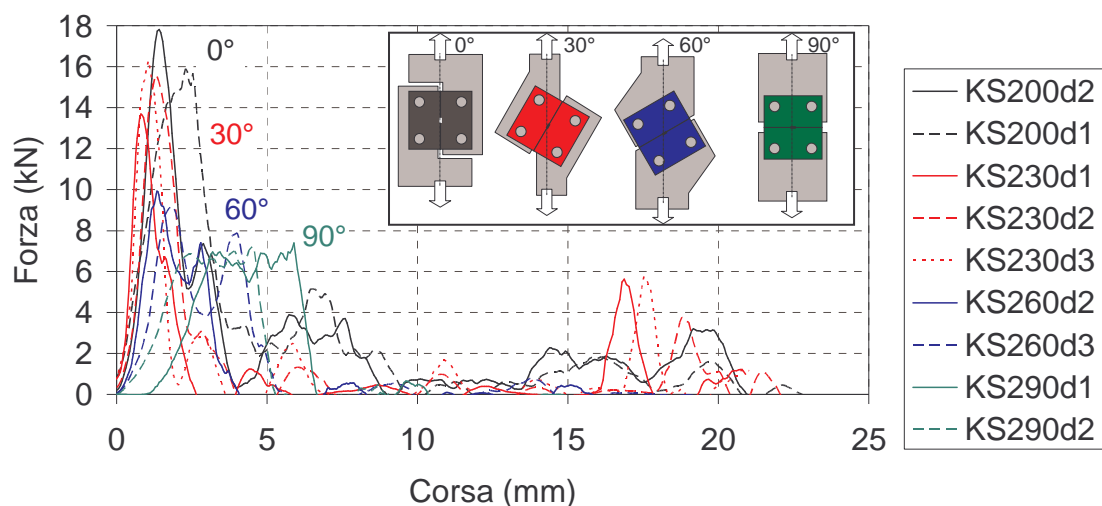 18
16
14
12
10
8
6
4
2
0
Forza (kN)
0
5
10
15
20
25
Corsa (mm)
0°
30°
60°
90°
0°
30°
60°
90°
KS200d2
KS200d1
KS230d1
KS230d2
KS230d3
KS260d2
KS260d3
KS290d1
KS290d2